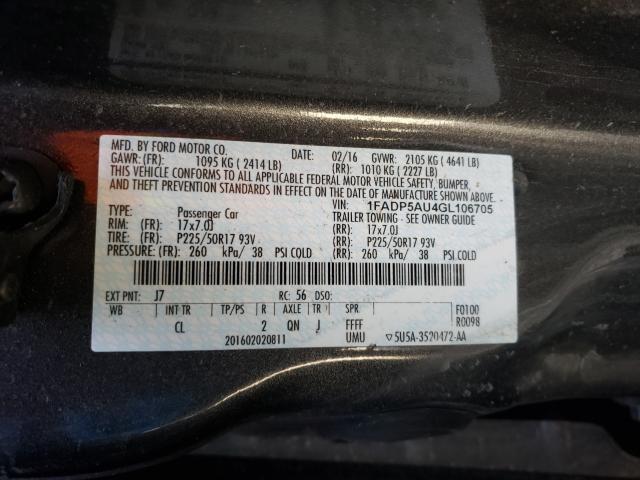 MFD. BY FORD MOTOR CO. DATE: 02/16 GVWR: 2105 KG ( 4641 LB)
GAWR: (FR): 1095 KG ( 2414 LB) (RR): 1010 KG ( 2227 LB)
THIS VEHICLE CONFORMS TO ALL APPLICABLE FEDERAL MOTOR VEHICLE SAFETY, BUMPER,
AND THEFT PREVENTION STANDARDS IN EFFECT ON THE DATE OF MANUFACTURE SHOWN ABOVE.
VIN: 1FADP5AU4GL106705
TYPE: Passenger Car TRAILER TOWING - SEE OWNER GUIDE
RIM: (FR): 17x7.0J (RR): 17x7.0J
TIRE: (FR): P225/50R17 93V (RR): P225/50R17 93V
PRESSURE: (FR): 260 kPa/ 38 PSI COLD (RR): 260 kPa/ 38 PSI COLD
EXT PNT: J7 RC: 56 DSO:
WB INT TR TP/PS R AXLE TR SPR F0100
CL 2 QN J FFFF R0098
201602020811 UMU ▽5U5A-3520472-AA